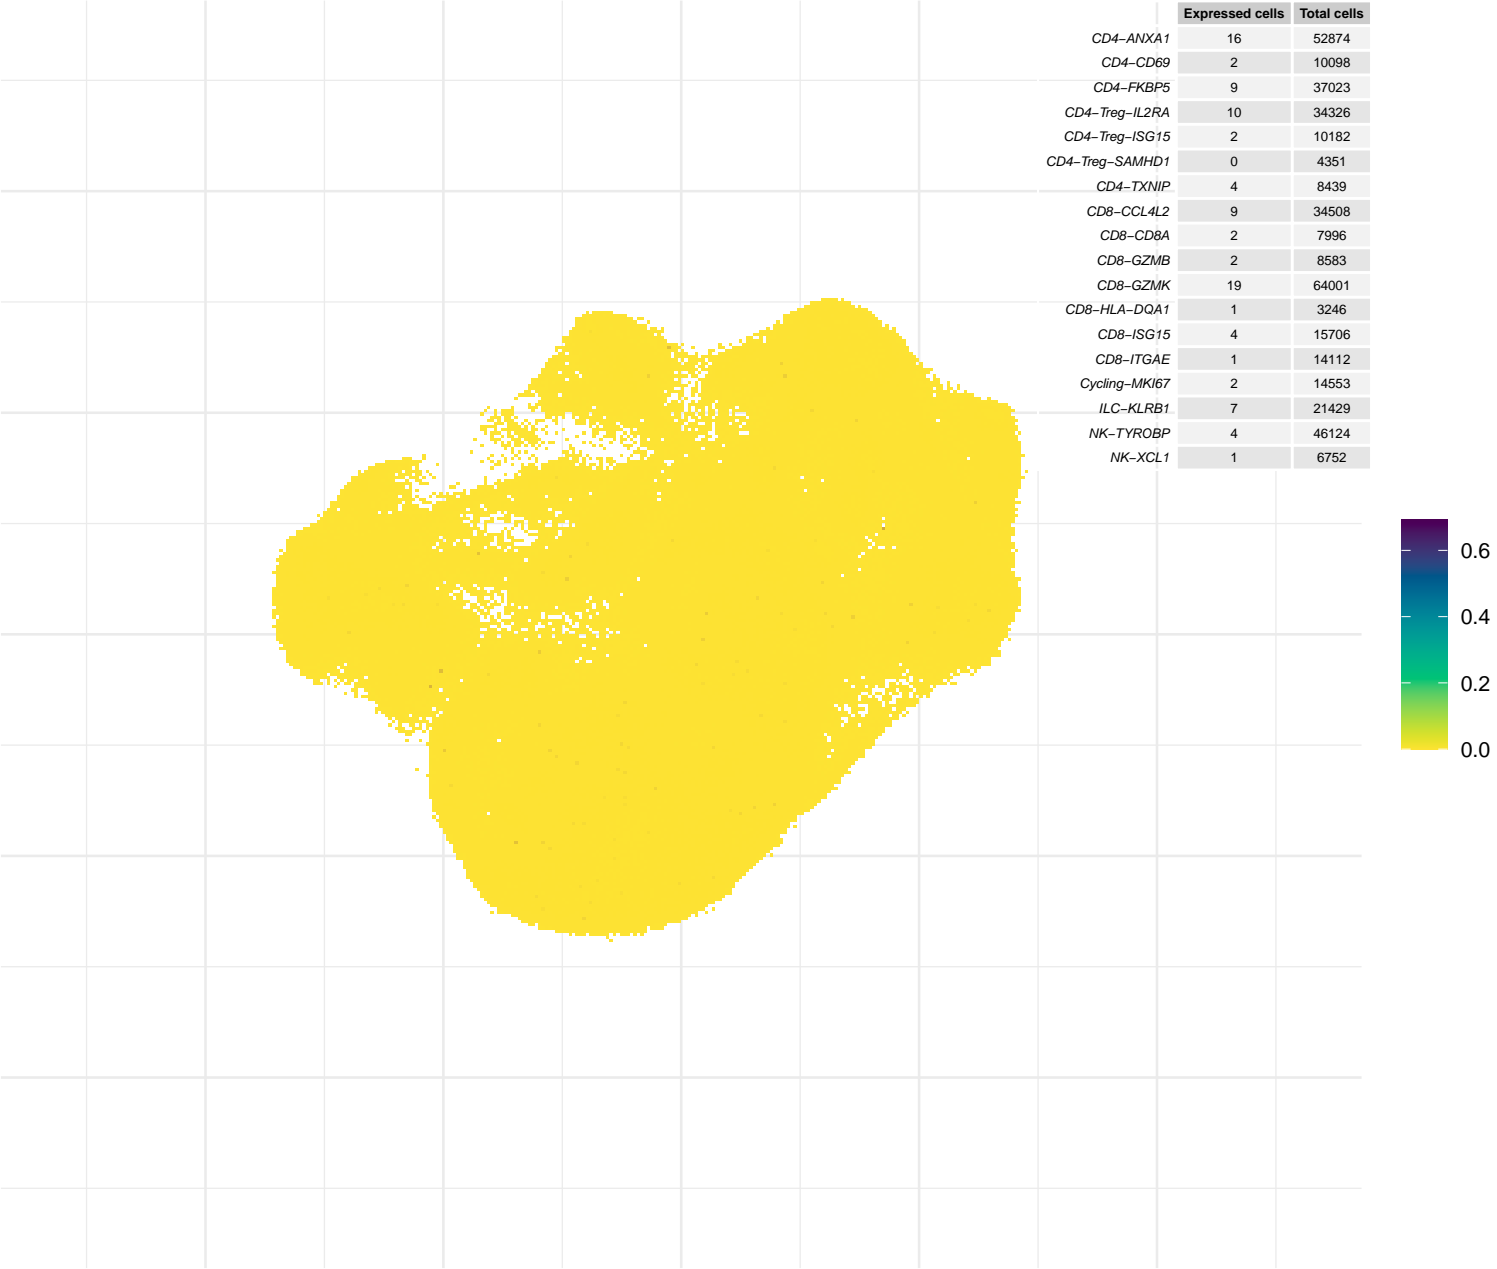 Expressed cells Total cells
CD4−ANXA1 16 52874
CD4−CD69 2 10098
CD4−FKBP5 9 37023
CD4−Treg−IL2RA 10 34326
CD4−Treg−ISG15 2 10182
CD4−Treg−SAMHD1 0 4351
CD4−TXNIP 4 8439
CD8−CCL4L2 9 34508
CD8−CD8A 2 7996
CD8−GZMB 2 8583
CD8−GZMK 19 64001
CD8−HLA−DQA1 1 3246
CD8−ISG15 4 15706
CD8−ITGAE 1 14112
Cycling−MKI67 2 14553
ILC−KLRB1 7 21429
NK−TYROBP 4 46124
NK−XCL1 1 6752
0.6
0.4
0.2
0.0